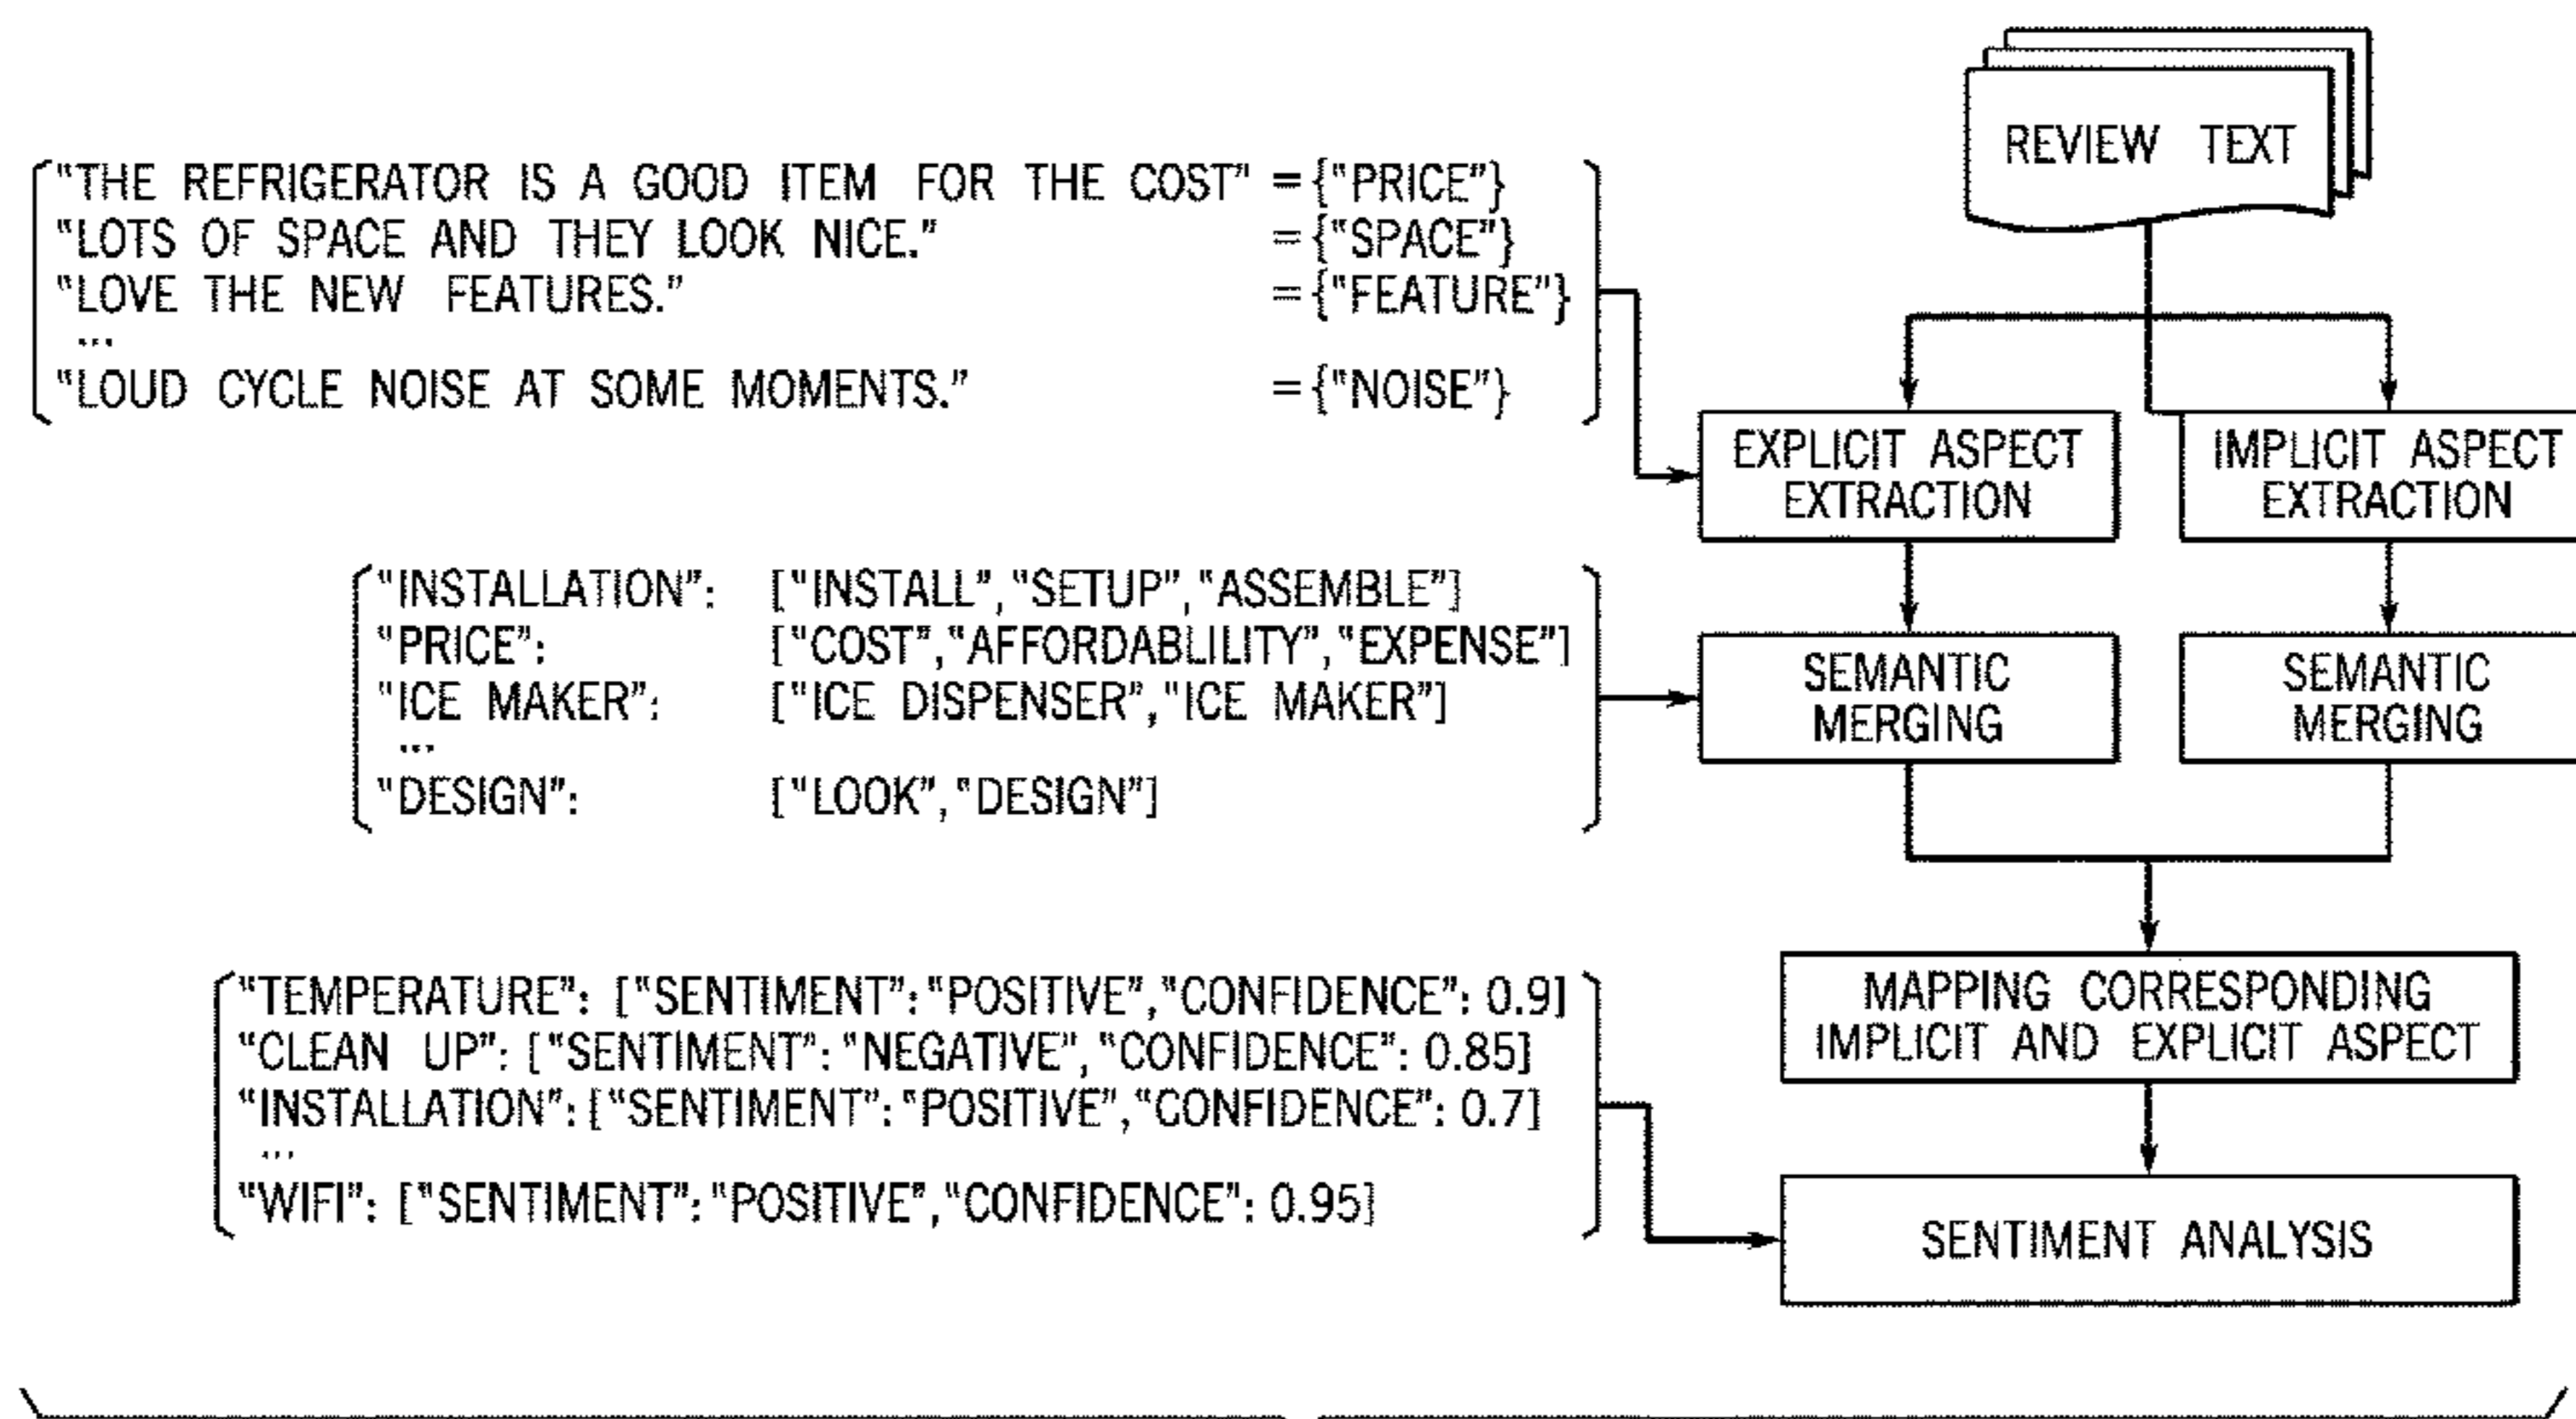 REVIEW TEXT
"THE REFRIGERATOR IS A GOOD ITEM FOR THE COST" = {"PRICE"}
"LOTS OF SPACE AND THEY LOOK NICE." = {"SPACE"}
"LOVE THE NEW FEATURES." = {"FEATURE"}
...
"LOUD CYCLE NOISE AT SOME MOMENTS." = {"NOISE"}
EXPLICIT ASPECT
EXTRACTION
IMPLICIT ASPECT
EXTRACTION
"INSTALLATION": ["INSTALL","SETUP","ASSEMBLE"]
"PRICE": ["COST","AFFORDABLILITY","EXPENSE"]
"ICE MAKER": ["ICE DISPENSER","ICE MAKER"]
...
"DESIGN": ["LOOK","DESIGN"]
SEMANTIC
MERGING
SEMANTIC
MERGING
"TEMPERATURE": ["SENTIMENT":"POSITIVE","CONFIDENCE": 0.9]
"CLEAN UP": ["SENTIMENT":"NEGATIVE","CONFIDENCE": 0.85]
"INSTALLATION": ["SENTIMENT":"POSITIVE","CONFIDENCE": 0.7]
...
"WIFI": ["SENTIMENT":"POSITIVE","CONFIDENCE": 0.95]
MAPPING CORRESPONDING
IMPLICIT AND EXPLICIT ASPECT
SENTIMENT ANALYSIS